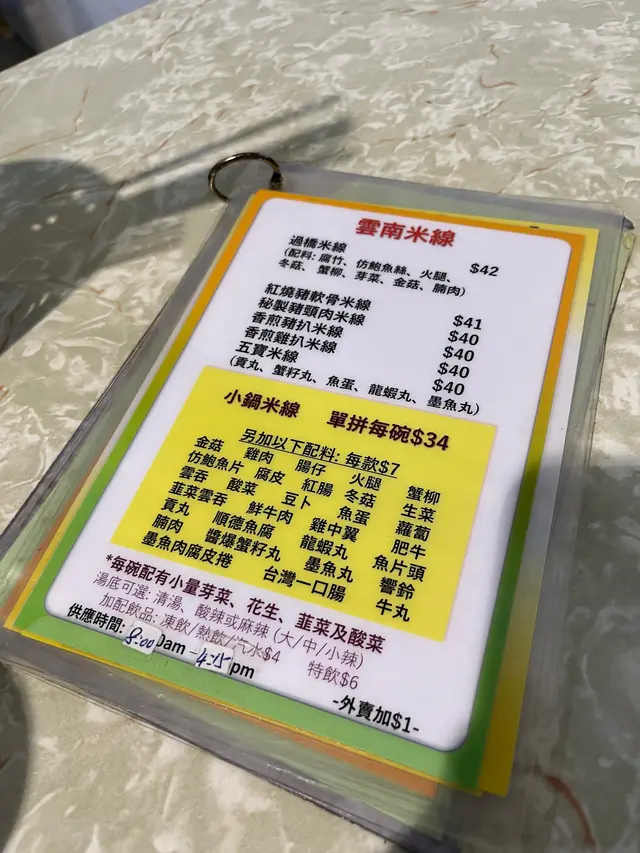 雲南米線
過橋米線 $42
(配料: 腐竹、仿鮑魚絲、火腿、
冬菇、蟹柳、芽菜、金菇、腩肉)
紅燒豬軟骨米線 $41
秘製豬頸肉米線 $40
香煎豬扒米線 $40
香煎雞扒米線 $40
五寶米線 $40
(貢丸、蟹籽丸、魚蛋、龍蝦丸、墨魚丸)
小鍋米線 單拼每碗$34
另加以下配料: 每款$7
金菇 雞肉 腸仔 火腿 蟹柳
仿鮑魚片 腐皮 紅腸 冬菇 生菜
雲吞 酸菜 豆卜 魚蛋 蘿蔔
韮菜雲吞 鮮牛肉 雞中翼 肥牛
貢丸 順德魚腐 龍蝦丸 魚片頭
腩肉 醬爆蟹籽丸 墨魚丸 響鈴
墨魚肉腐皮捲 台灣一口腸 牛丸
*每碗配有小量芽菜、花生、韮菜及酸菜
湯底可選: 清湯、酸辣或麻辣 (大/中/小辣)
加配飲品: 凍飲/熱飲/汽水$4 特飲$6
供應時間: 8:00am - 4:15pm
-外賣加$1-